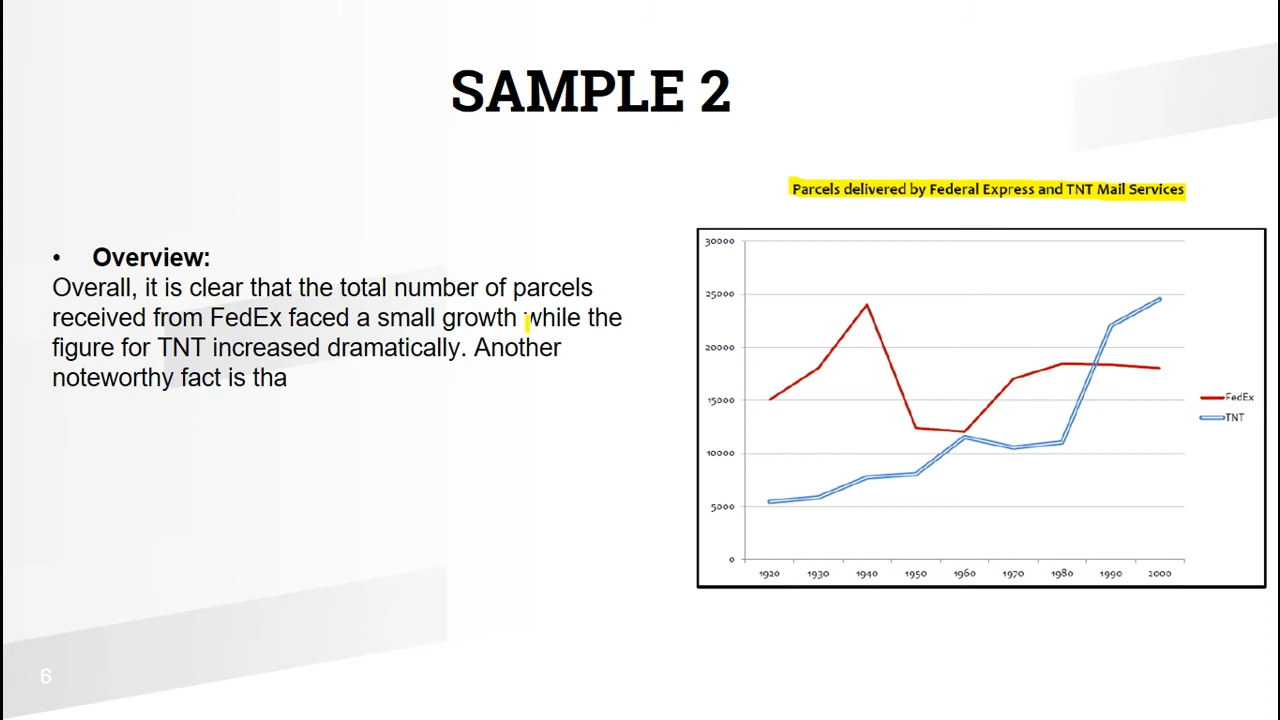 SAMPLE 2
• Overview:
Overall, it is clear that the total number of parcels
received from FedEx faced a small growth while the
figure for TNT increased dramatically. Another
noteworthy fact is tha
Parcels delivered by Federal Express and TNT Mail Services
30000
25000
20000
15000
10000
5000
0
1920 1930 1940 1950 1960 1970 1980 1990 2000
FedEx
TNT
6